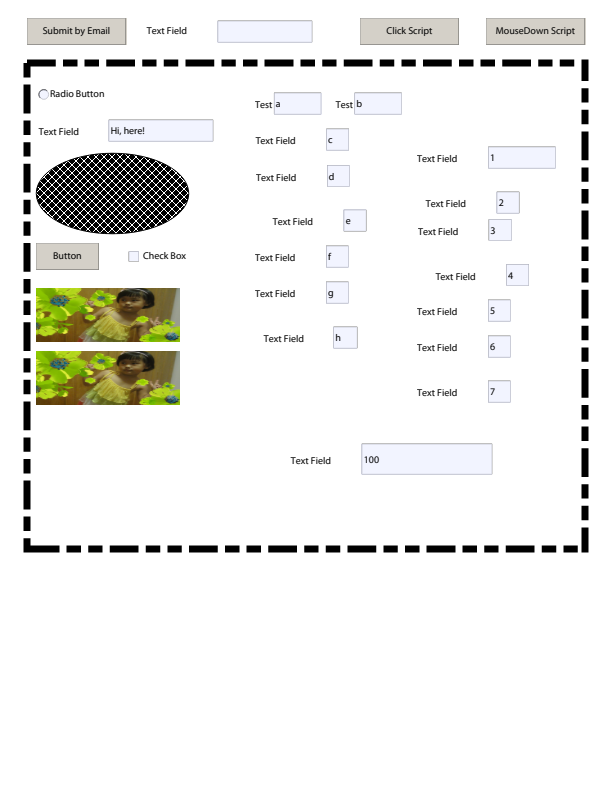 Submit by Email Text Field Click Script MouseDown Script
Radio Button
Test a Test b
Text Field Hi, here!
Text Field c
Text Field 1
Text Field d
Text Field 2
Text Field e
Text Field 3
Button
Check Box
Text Field f
Text Field 4
Text Field g
Text Field 5
Text Field h
Text Field 6
Text Field 7
Text Field 100